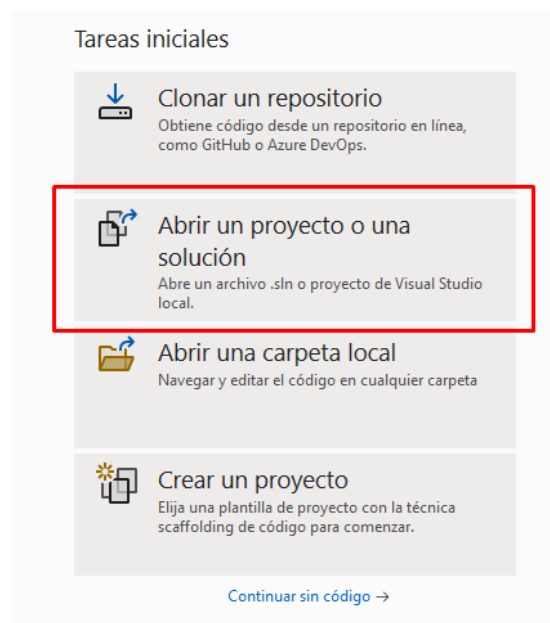 Tareas iniciales
Clonar un repositorio
Obtiene código desde un repositorio en línea,
como GitHub o Azure DevOps.
Abrir un proyecto o una
solución
Abre un archivo .sln o proyecto de Visual Studio
local.
Abrir una carpeta local
Navegar y editar el código en cualquier carpeta
Crear un proyecto
Elija una plantilla de proyecto con la técnica
scaffolding de código para comenzar.
Continuar sin código →